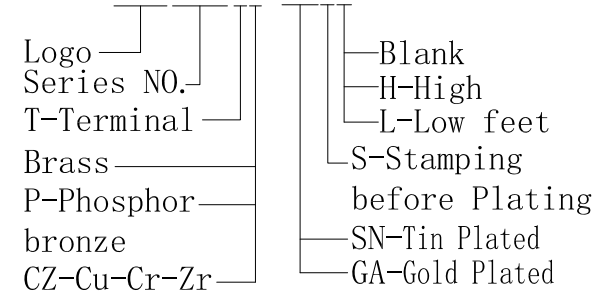 Logo
Series NO.
T-Terminal
Brass
P-Phosphor
bronze
CZ-Cu-Cr-Zr
Blank
H-High
L-Low feet
S-Stamping
before Plating
SN-Tin Plated
GA-Gold Plated